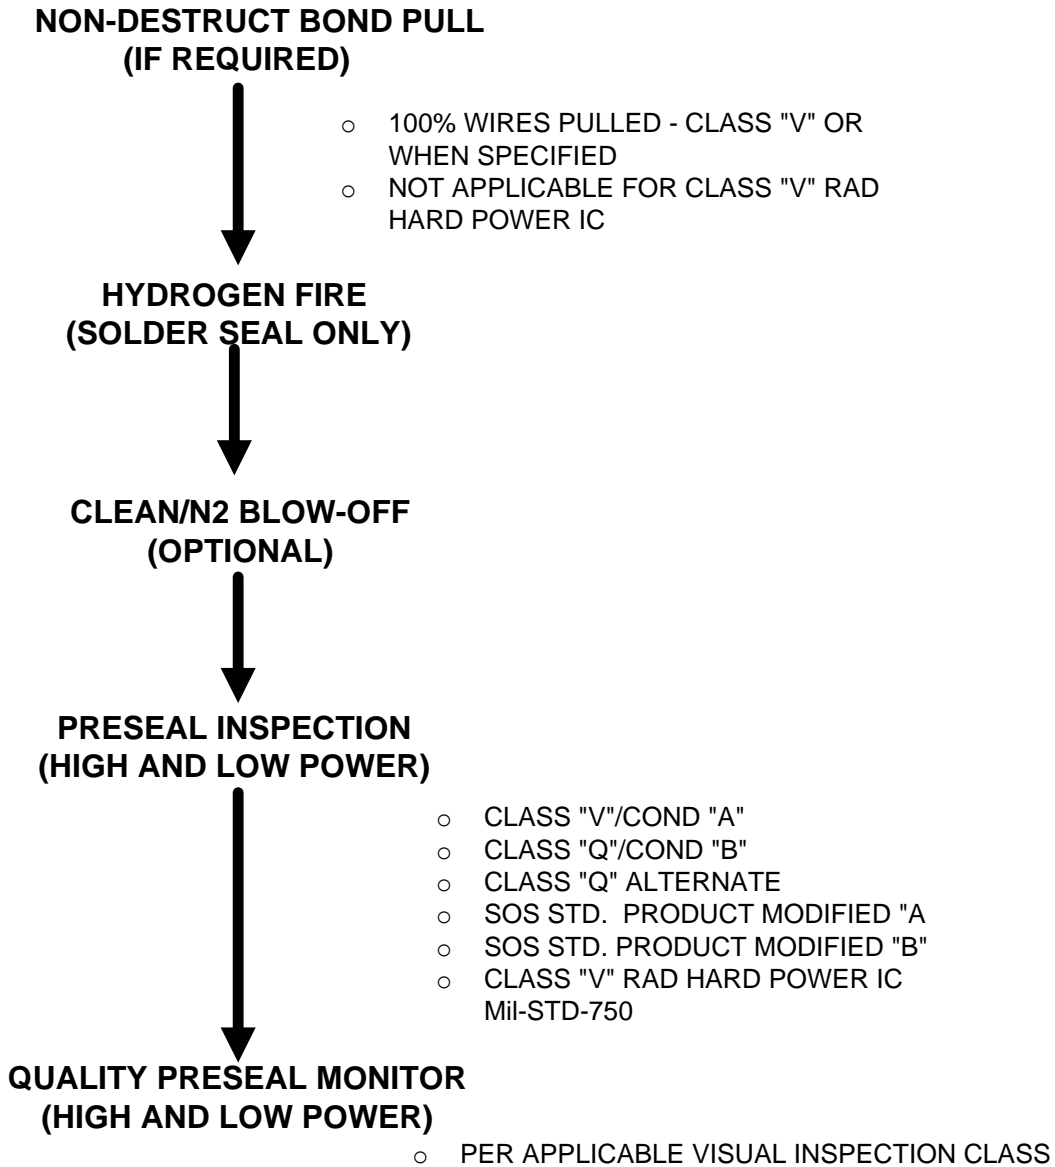 NON-DESTRUCT BOND PULL
(IF REQUIRED)
○ 100% WIRES PULLED - CLASS "V" OR
WHEN SPECIFIED
○ NOT APPLICABLE FOR CLASS "V" RAD
HARD POWER IC
HYDROGEN FIRE
(SOLDER SEAL ONLY)
CLEAN/N2 BLOW-OFF
(OPTIONAL)
PRESEAL INSPECTION
(HIGH AND LOW POWER)
○ CLASS "V"/COND "A"
○ CLASS "Q"/COND "B"
○ CLASS "Q" ALTERNATE
○ SOS STD.  PRODUCT MODIFIED "A
○ SOS STD. PRODUCT MODIFIED "B"
○ CLASS "V" RAD HARD POWER IC
Mil-STD-750
QUALITY PRESEAL MONITOR
(HIGH AND LOW POWER)
○ PER APPLICABLE VISUAL INSPECTION CLASS